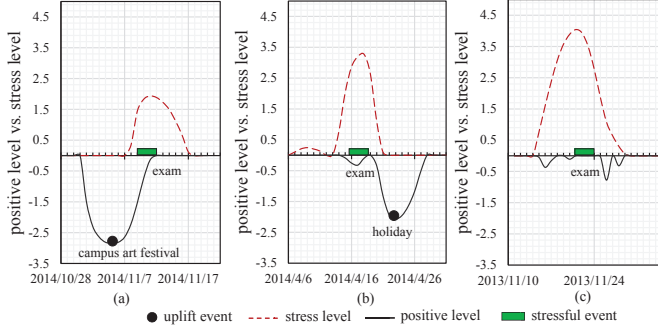 positive level vs. stress level
4.5
3.5
2.5
1.5
0.5
-0.5
-1.5
-2.5
-3.5
exam
campus art festival
2014/10/28 2014/11/7 2014/11/17
(a)
positive level vs. stress level
4.5
3.5
2.5
1.5
0.5
-0.5
-1.5
-2.5
-3.5
exam
holiday
2014/4/6 2014/4/16 2014/4/26
(b)
positive level vs. stress level
4.5
3.5
2.5
1.5
0.5
-0.5
-1.5
-2.5
-3.5
exam
2013/11/10 2013/11/24
(c)
uplift event stress level positive level stressful event